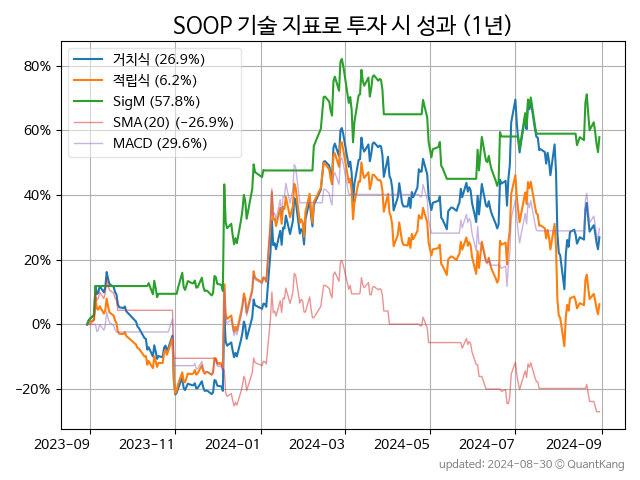 SOOP 기술 지표로 투자 시 성과 (1년)
거치식 (26.9%)
적립식 (6.2%)
SigM (57.8%)
SMA(20) (−26.9%)
MACD (29.6%)
80%
60%
40%
20%
0%
−20%
2023−09
2023−11
2024−01
2024−03
2024−05
2024−07
2024−09
updated: 2024−08−30 © QuantKang